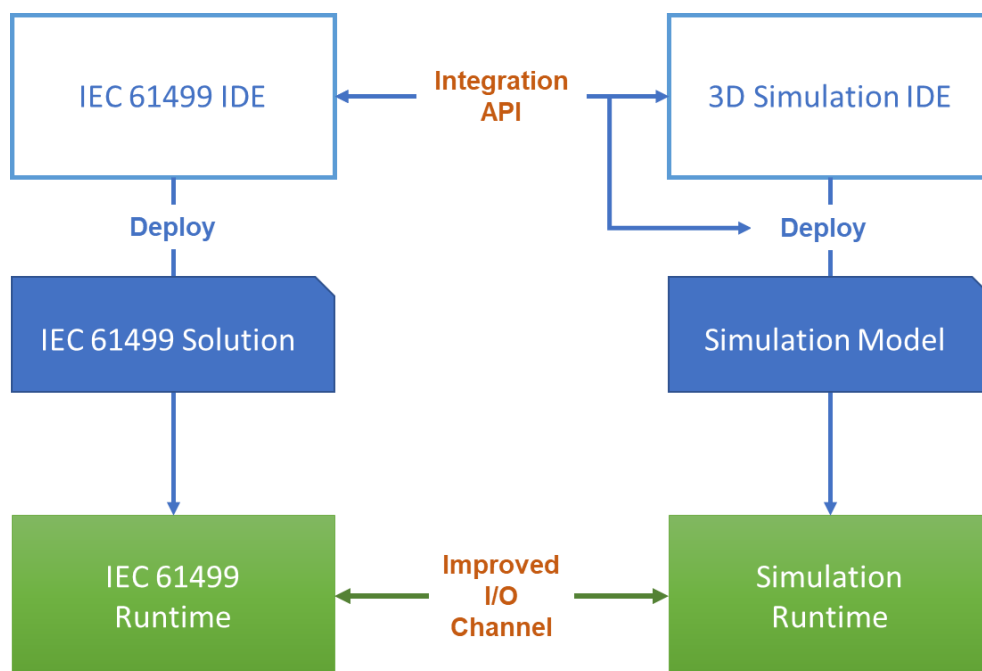 IEC 61499 IDE
Integration
API
3D Simulation IDE
Deploy
Deploy
IEC 61499 Solution
Simulation Model
IEC 61499
Runtime
Improved
I/O
Channel
Simulation
Runtime